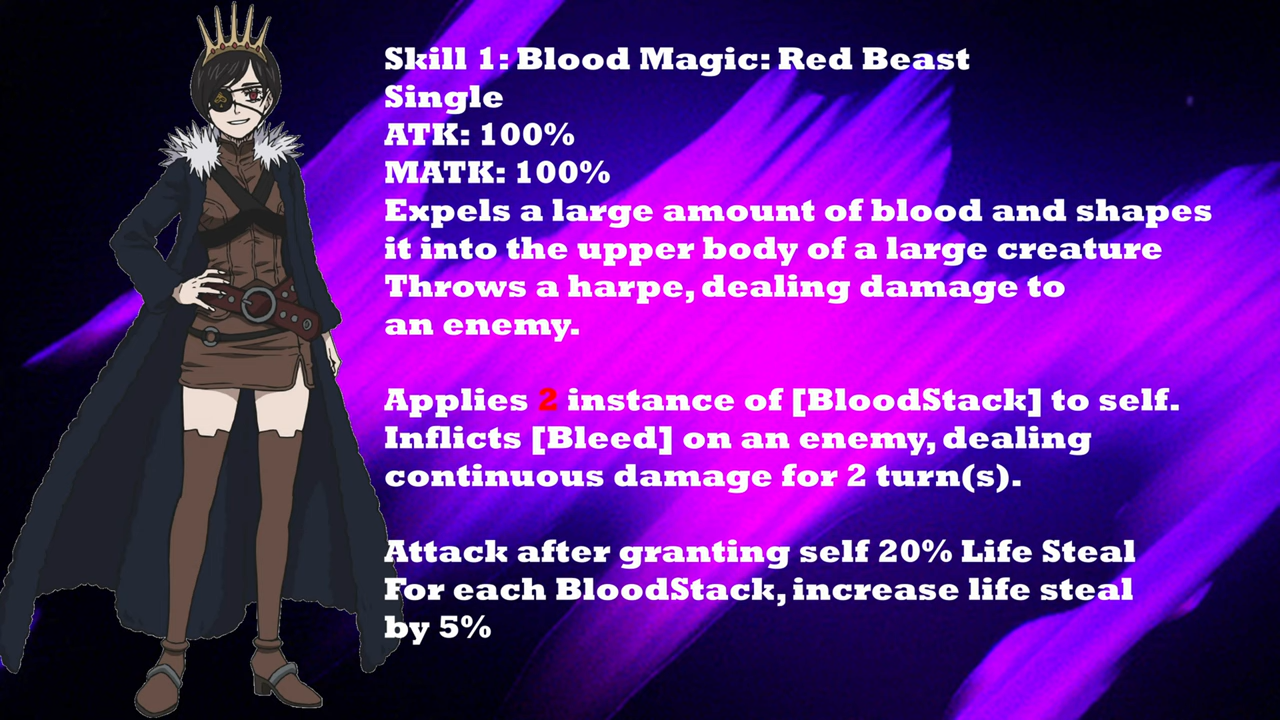 Skill 1: Blood Magic: Red Beast
Single
ATK: 100%
MATK: 100%
Expels a large amount of blood and shapes
it into the upper body of a large creature
Throws a harpe, dealing damage to
an enemy.
Applies 2 instance of [BloodStack] to self.
Inflicts [Bleed] on an enemy, dealing
continuous damage for 2 turn(s).
Attack after granting self 20% Life Steal
For each BloodStack, increase life steal
by 5%